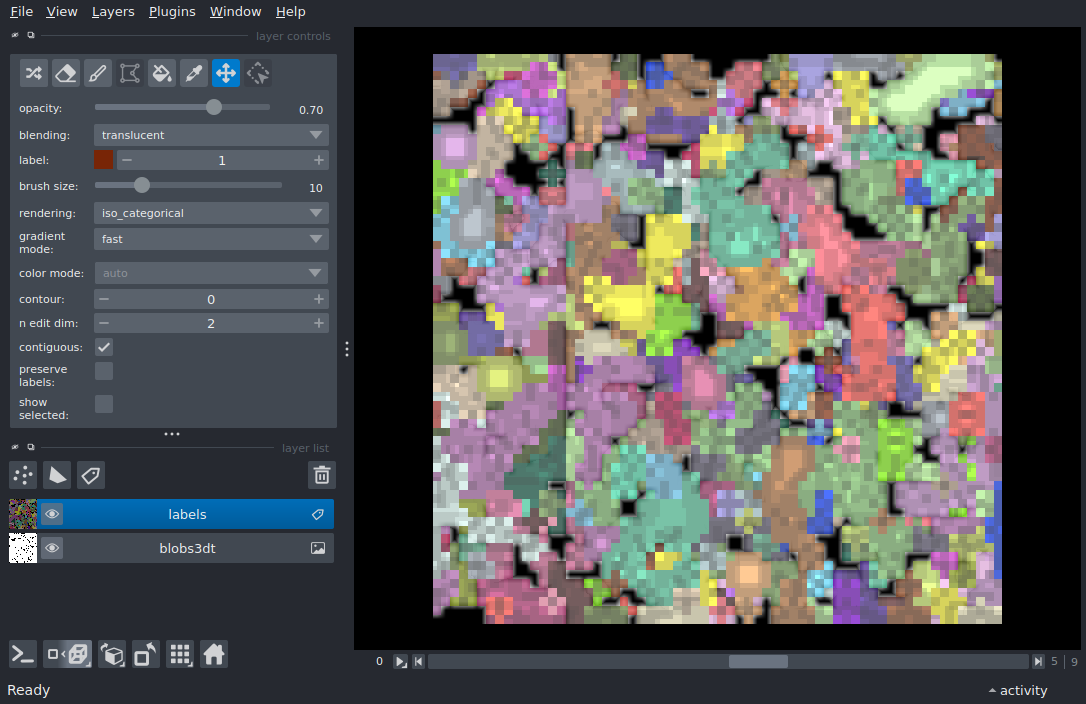 File View Layers Plugins Window Help
layer controls
opacity: 0.70
blending: translucent
label: 1
brush size: 10
rendering: iso_categorical
gradient
mode: fast
color mode: auto
contour: 0
n edit dim: 2
contiguous:
preserve
labels:
show
selected:
layer list
labels
blobs3dt
0 5 9
Ready activity